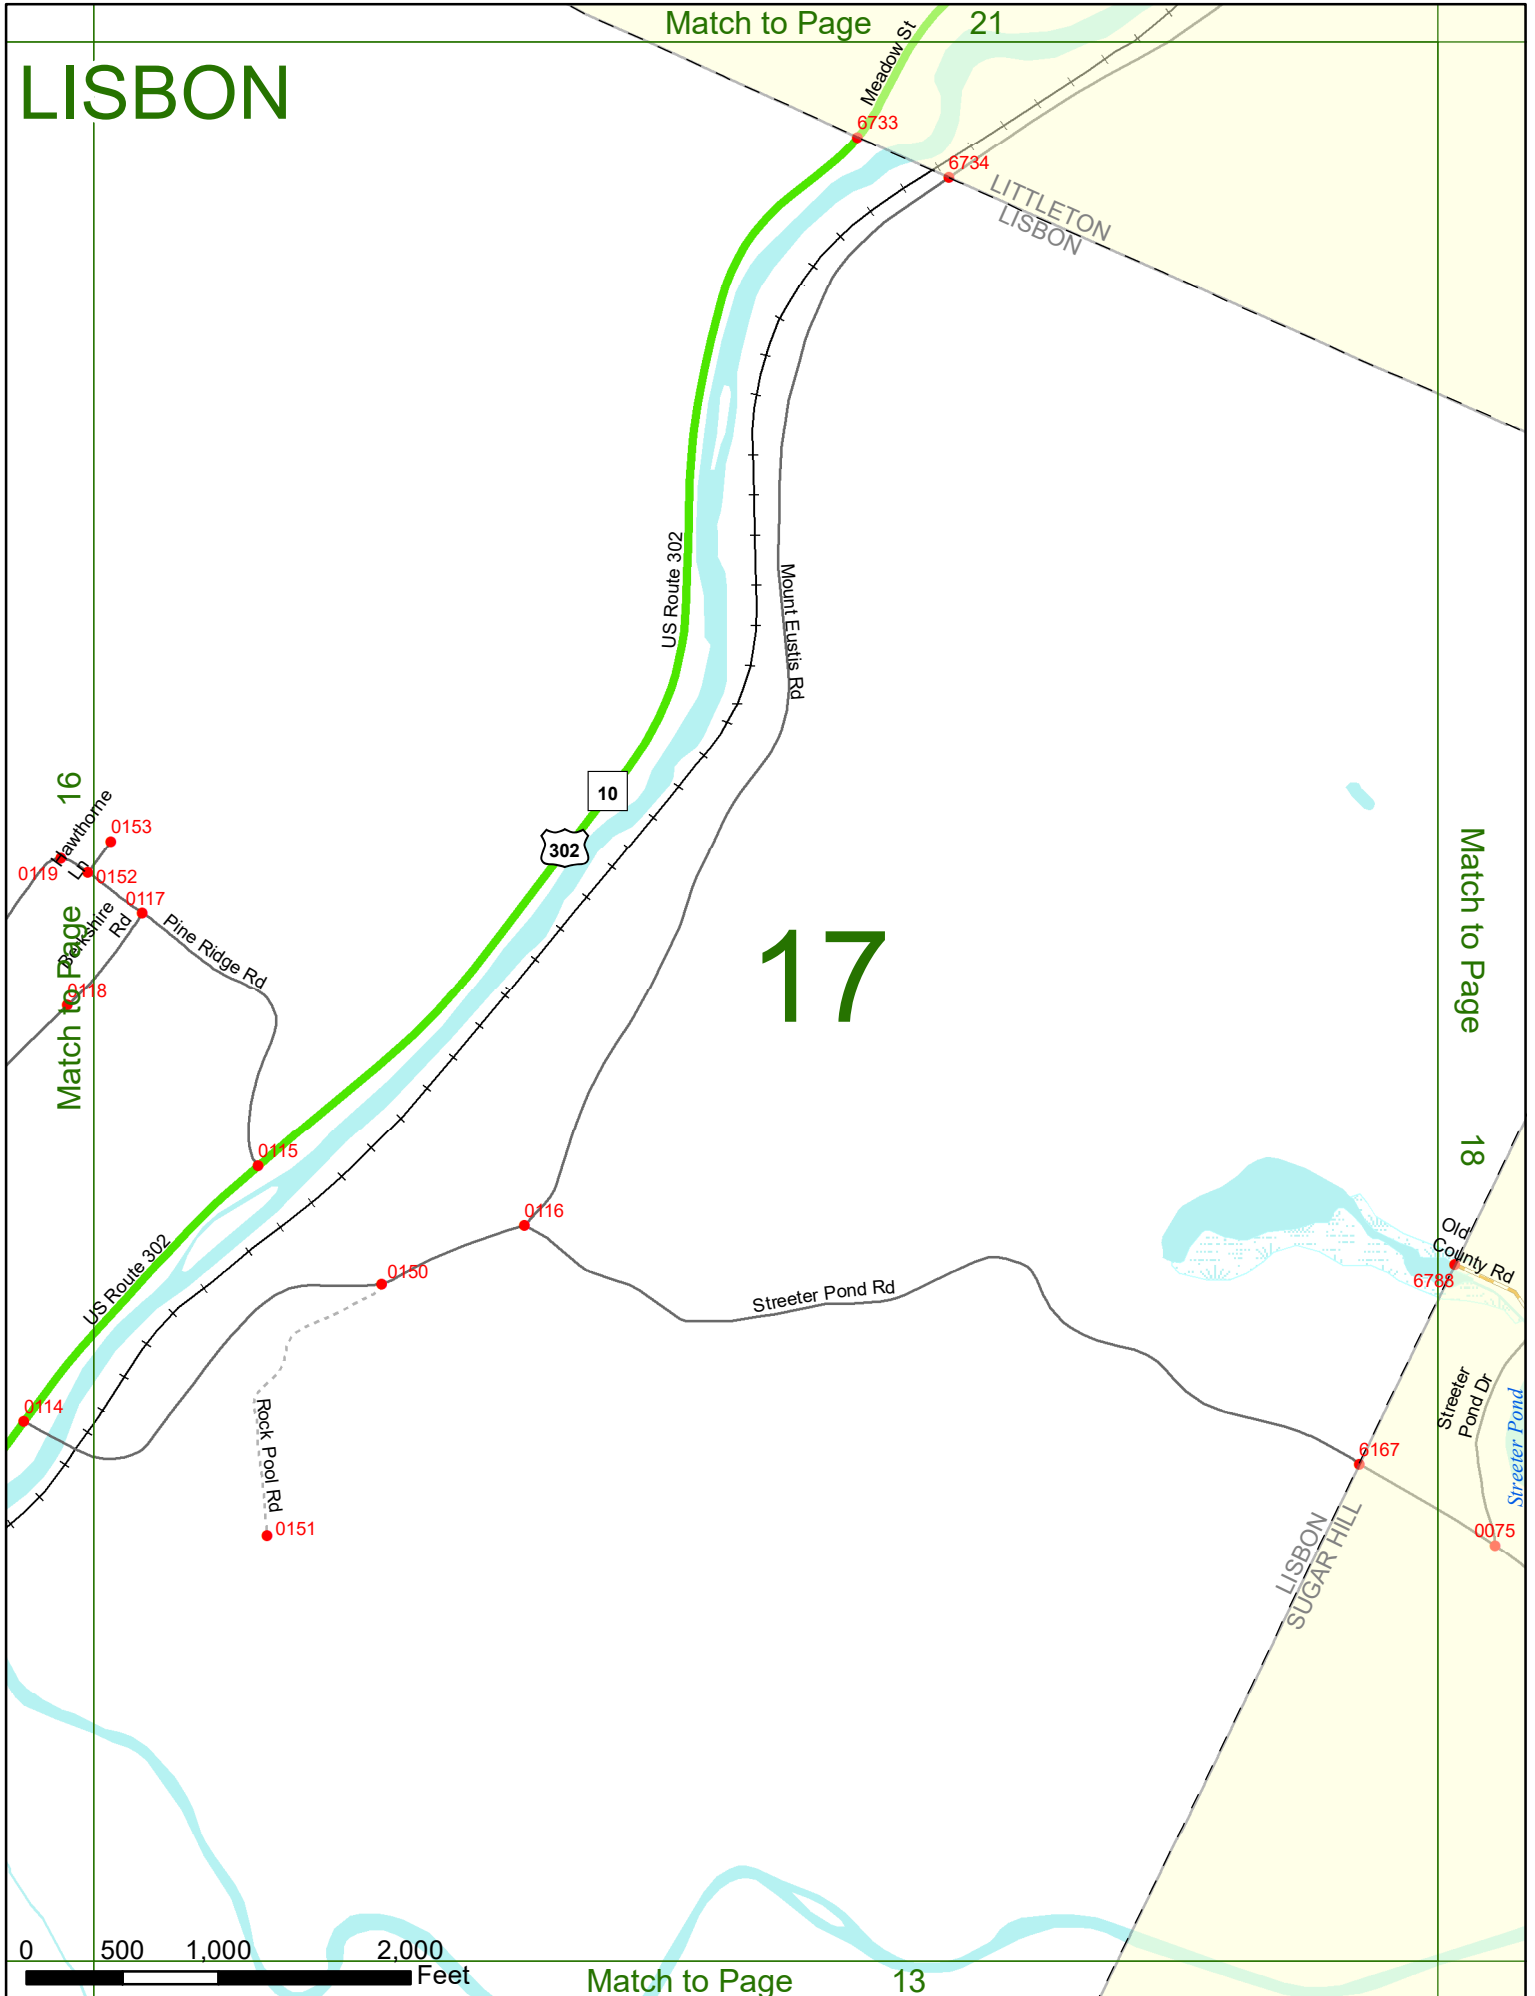 Match to Page 21
LISBON
Meadow St
6733
6734
LITTLETON
LISBON
US Route 302
Mount Eustis Rd
10
302
16
Match to Page
Hawthorne
Ln
0153
0119
0152
0117
Berkshire
Rd
Pine Ridge Rd
0118
17
Match to Page
18
0115
0116
US Route 302
0150
Streeter Pond Rd
Old
County Rd
6788
0114
Rock Pool Rd
0151
Streeter
Pond Dr
Streeter Pond
6167
0075
LISBON
SUGAR HILL
0 500 1,000 2,000
Feet
Match to Page 13